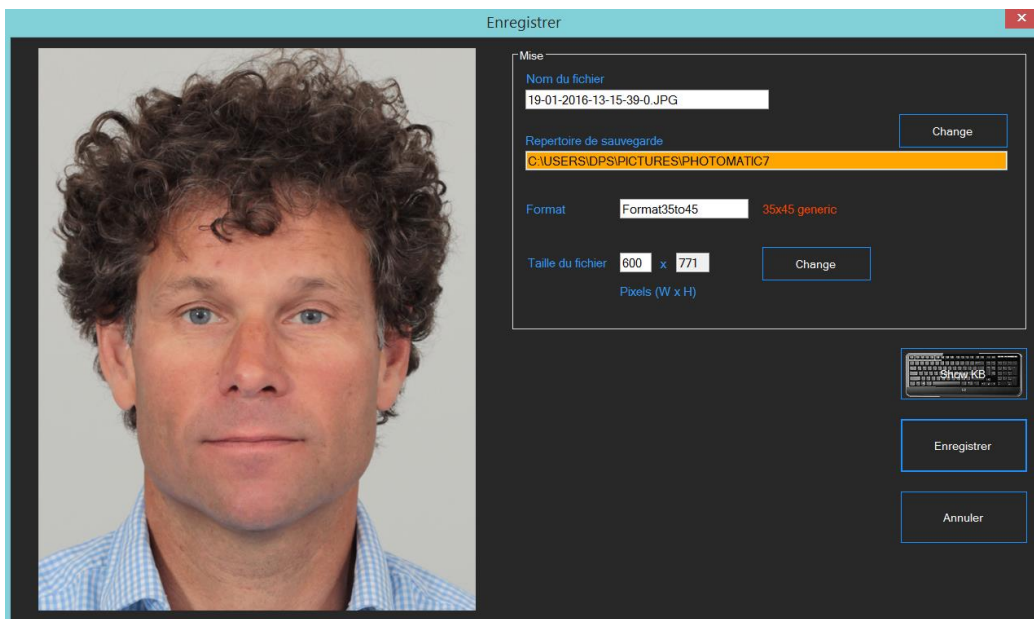 Enregistrer
x
Mise
Nom du fichier
19-01-2016-13-15-39-0.JPG
Change
Repertoire de sauvegarde
C:\USERS\DPS\PICTURES\PHOTOMATIC7
Format Format35to45 35x45 generic
Taille du fichier 600 x 771 Change
Pixels (W x H)
Show KB
Enregistrer
Annuler